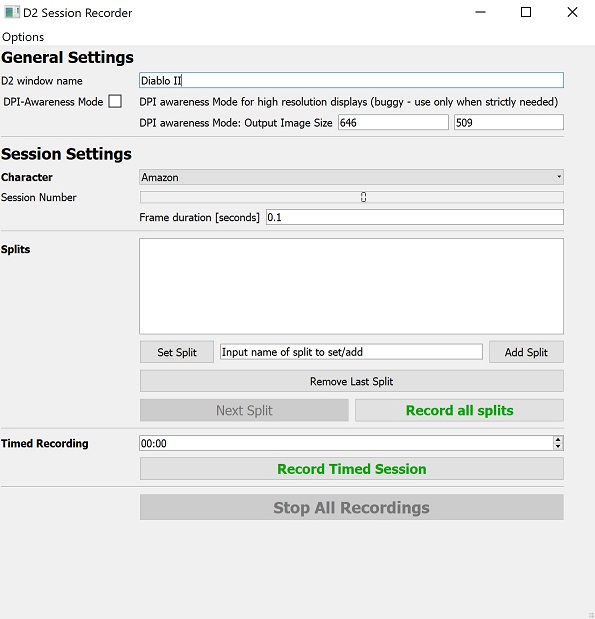 D2 Session Recorder
Options
General Settings
D2 window name Diablo II
DPI-Awareness Mode DPI awareness Mode for high resolution displays (buggy - use only when strictly needed)
DPI awareness Mode: Output Image Size 646 509
Session Settings
Character Amazon
Session Number 0
Frame duration [seconds] 0.1
Splits
Set Split Input name of split to set/add Add Split
Remove Last Split
Next Split Record all splits
Timed Recording 00:00
Record Timed Session
Stop All Recordings